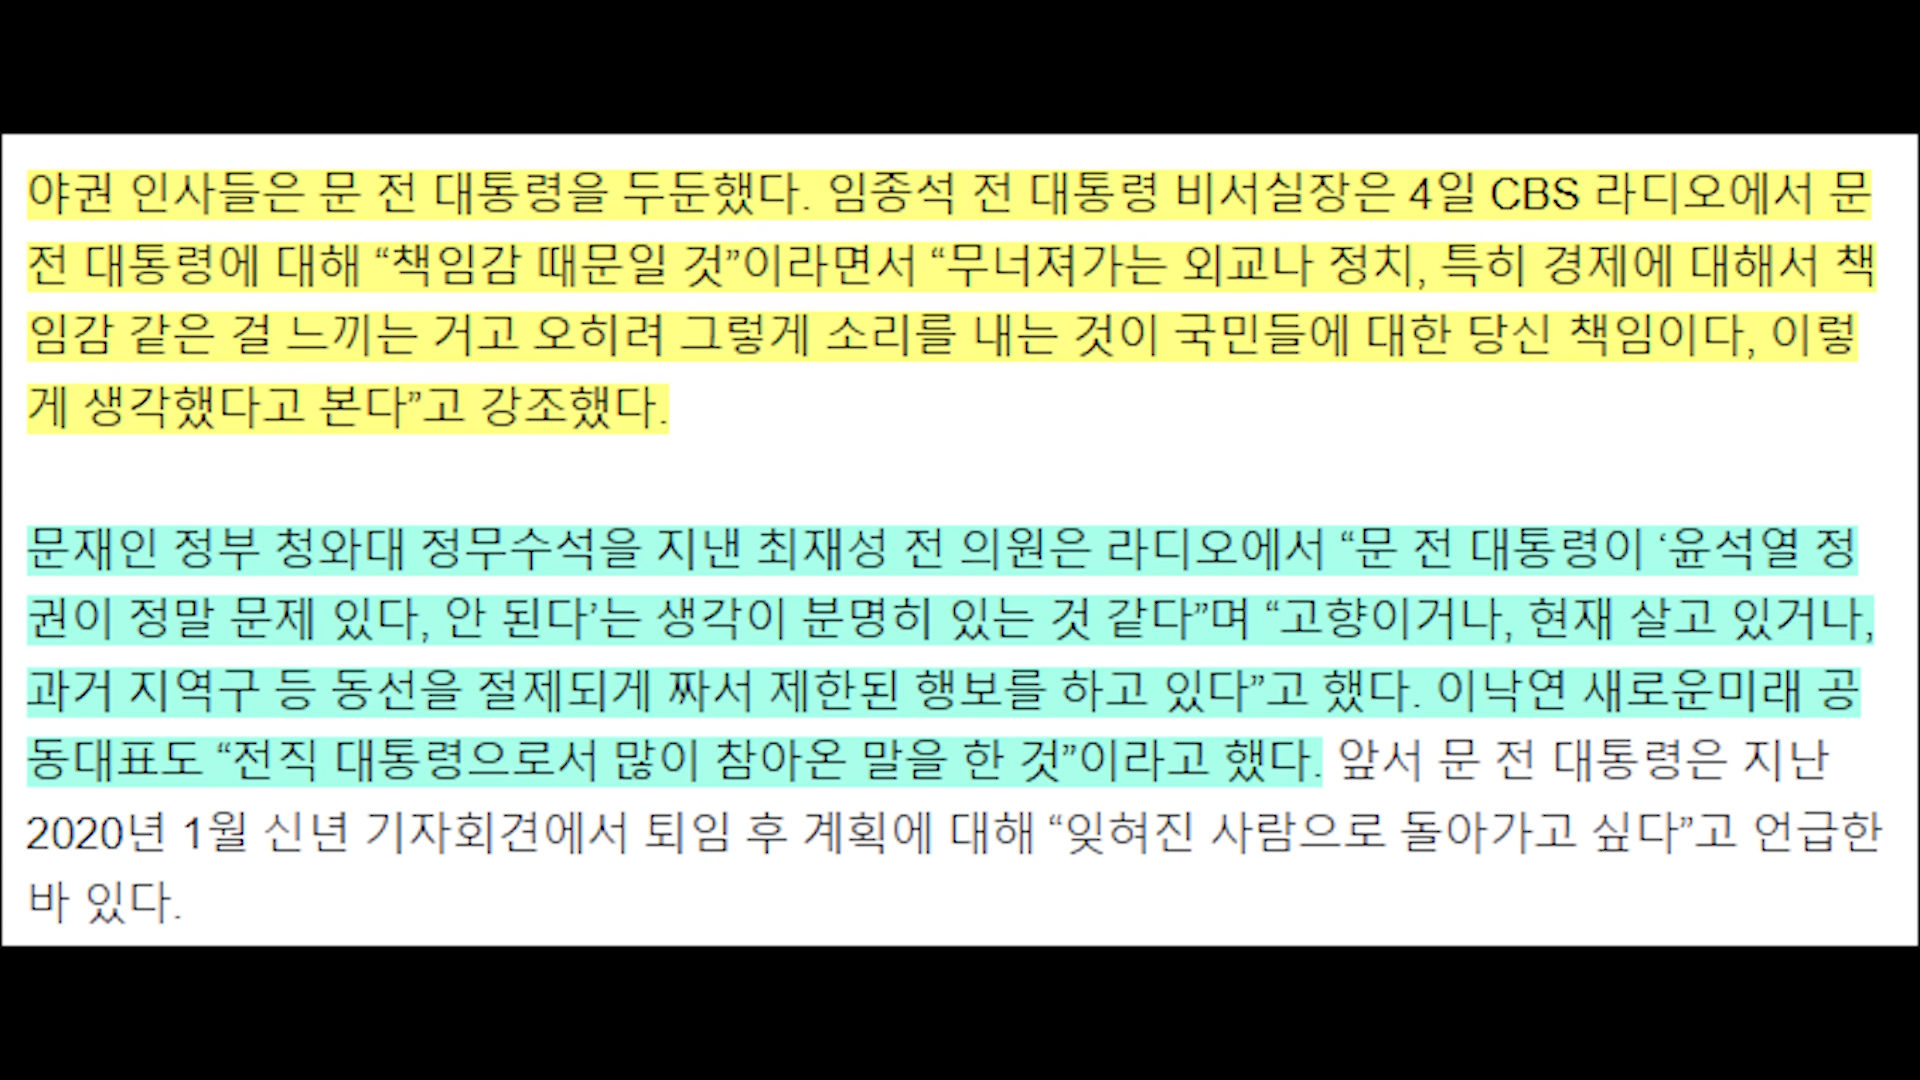 야권 인사들은 문 전 대통령을 두둔했다. 임종석 전 대통령 비서실장은 4일 CBS 라디오에서 문
전 대통령에 대해 “책임감 때문일 것”이라면서 “무너져가는 외교나 정치, 특히 경제에 대해서 책
임감 같은 걸 느끼는 거고 오히려 그렇게 소리를 내는 것이 국민들에 대한 당신 책임이다, 이렇
게 생각했다고 본다”고 강조했다.
문재인 정부 청와대 정무수석을 지낸 최재성 전 의원은 라디오에서 “문 전 대통령이 ‘윤석열 정
권이 정말 문제 있다, 안 된다’는 생각이 분명히 있는 것 같다”며 “고향이거나, 현재 살고 있거나,
과거 지역구 등 동선을 절제되게 짜서 제한된 행보를 하고 있다”고 했다. 이낙연 새로운미래 공
동대표도 “전직 대통령으로서 많이 참아온 말을 한 것”이라고 했다. 앞서 문 전 대통령은 지난
2020년 1월 신년 기자회견에서 퇴임 후 계획에 대해 “잊혀진 사람으로 돌아가고 싶다”고 언급한
바 있다.